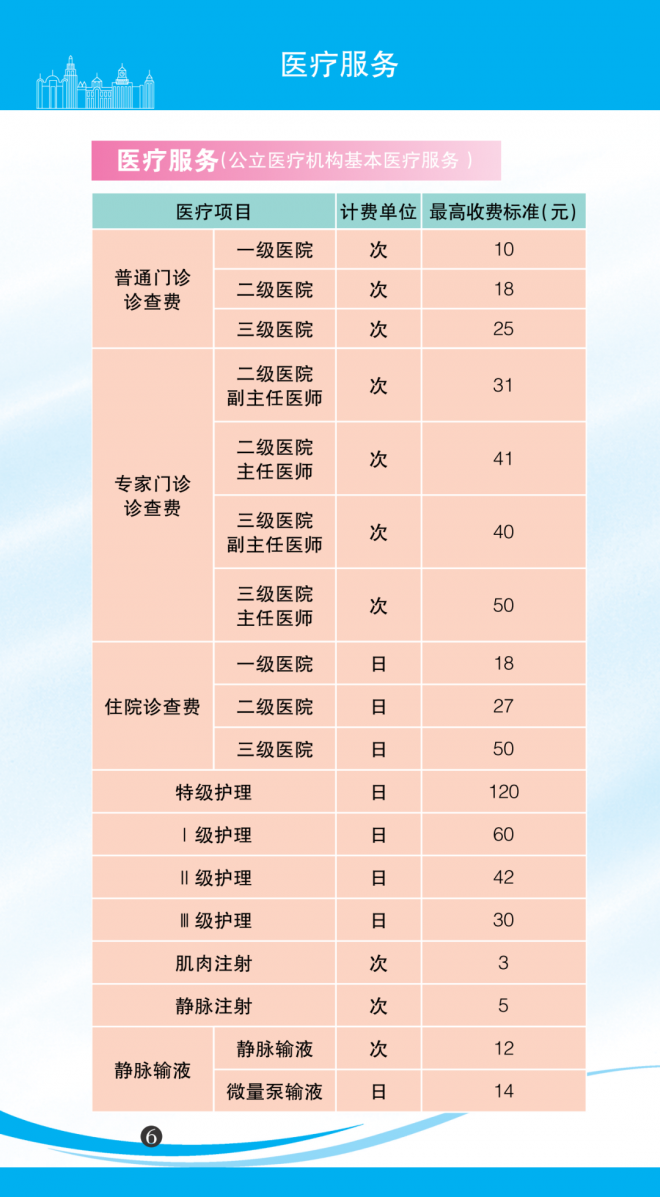 医疗服务
医疗服务(公立医疗机构基本医疗服务)
医疗项目 计费单位 最高收费标准(元)
普通门诊
诊查费
一级医院 次 10
二级医院 次 18
三级医院 次 25
专家门诊
诊查费
二级医院
副主任医师 次 31
二级医院
主任医师 次 41
三级医院
副主任医师 次 40
三级医院
主任医师 次 50
住院诊查费
一级医院 日 18
二级医院 日 27
三级医院 日 50
特级护理 日 120
Ⅰ级护理 日 60
Ⅱ级护理 日 42
Ⅲ级护理 日 30
肌肉注射 次 3
静脉注射 次 5
静脉输液
静脉输液 次 12
微量泵输液 日 14
6